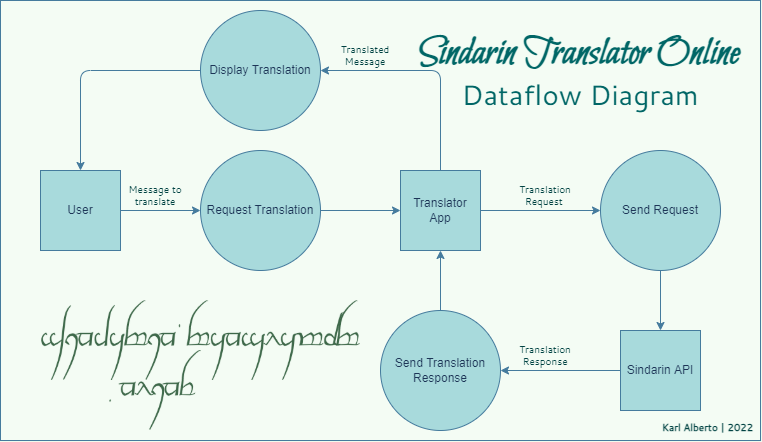 Sindarin Translator Online
Dataflow Diagram
Display Translation
Translated
Message
User
Message to
translate
Request Translation
Translator
App
Translation
Request
Send Request
Send Translation
Response
Translation
Response
Sindarin API
Karl Alberto | 2022